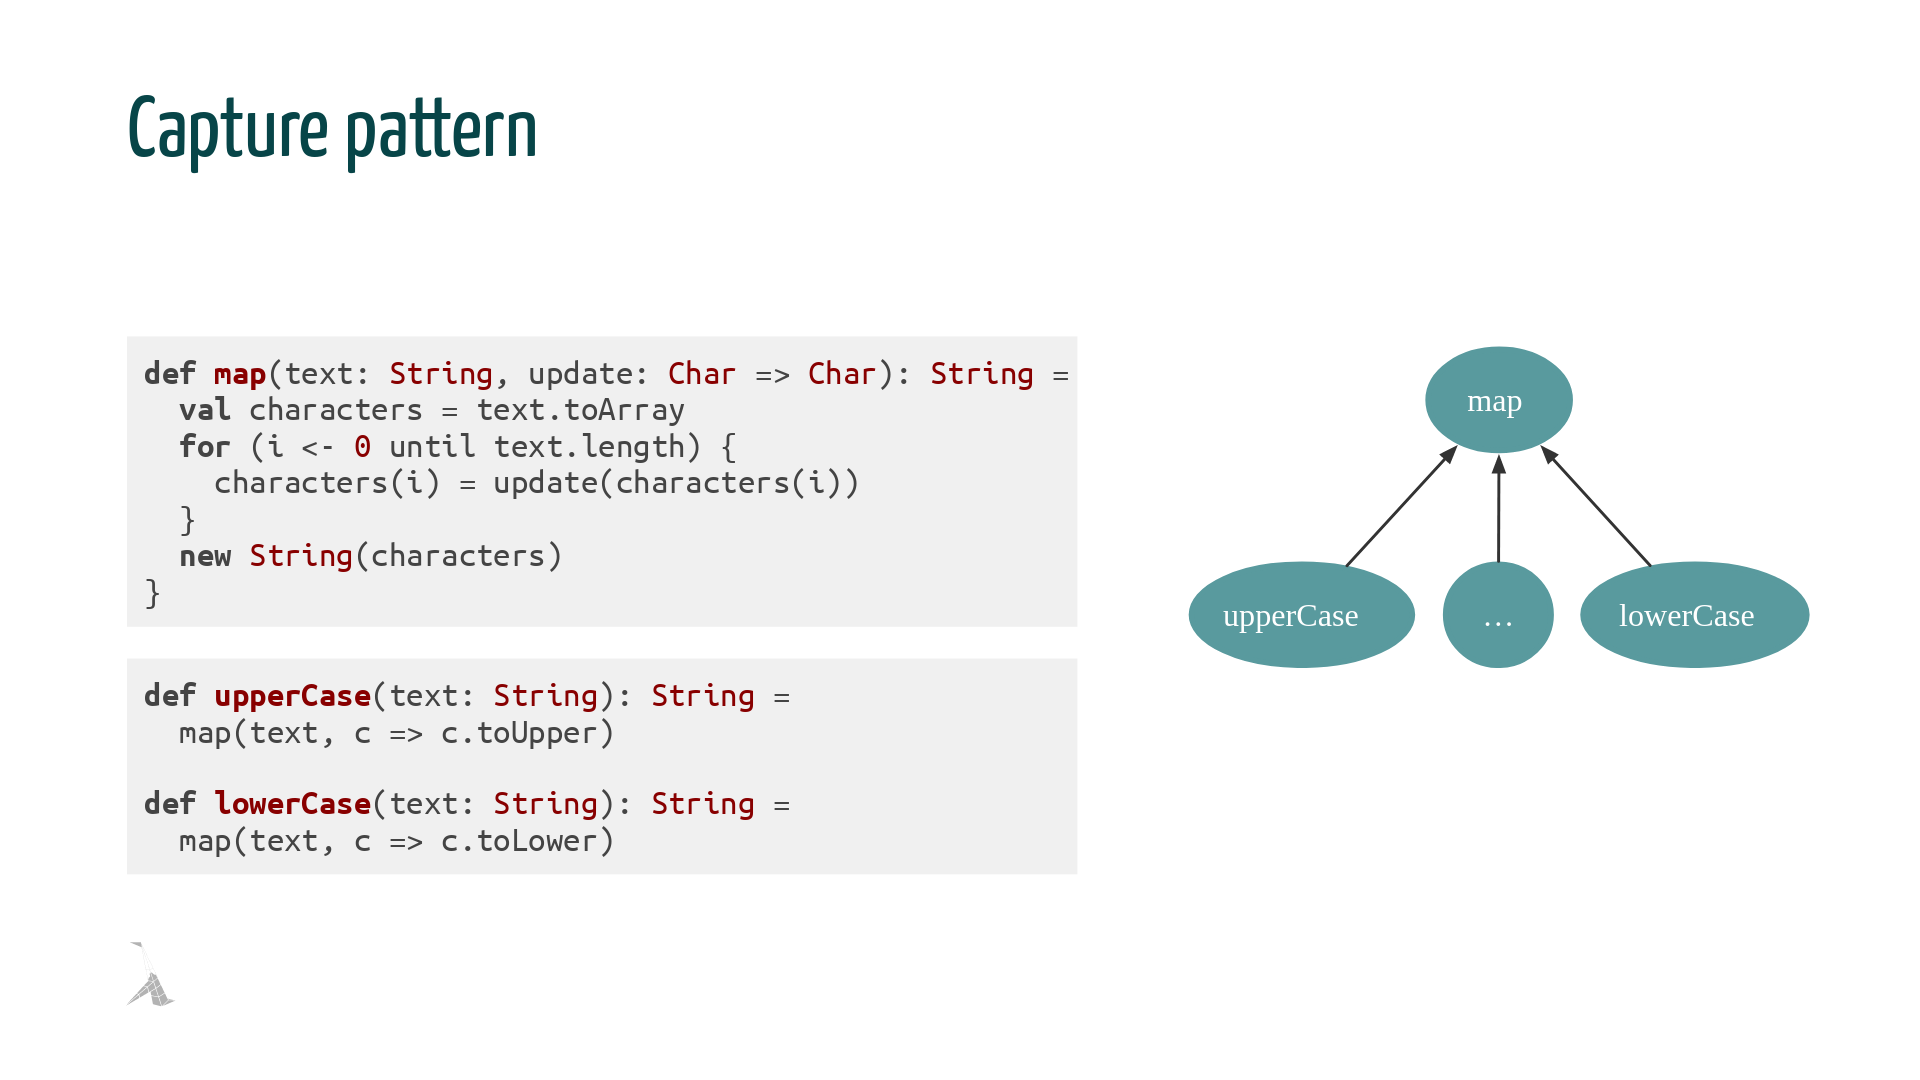 Capture pattern
def map(text: String, update: Char => Char): String =
  val characters = text.toArray
  for (i <- 0 until text.length) {
    characters(i) = update(characters(i))
  }
  new String(characters)
}
def upperCase(text: String): String =
  map(text, c => c.toUpper)

def lowerCase(text: String): String =
  map(text, c => c.toLower)
map
upperCase
…
lowerCase